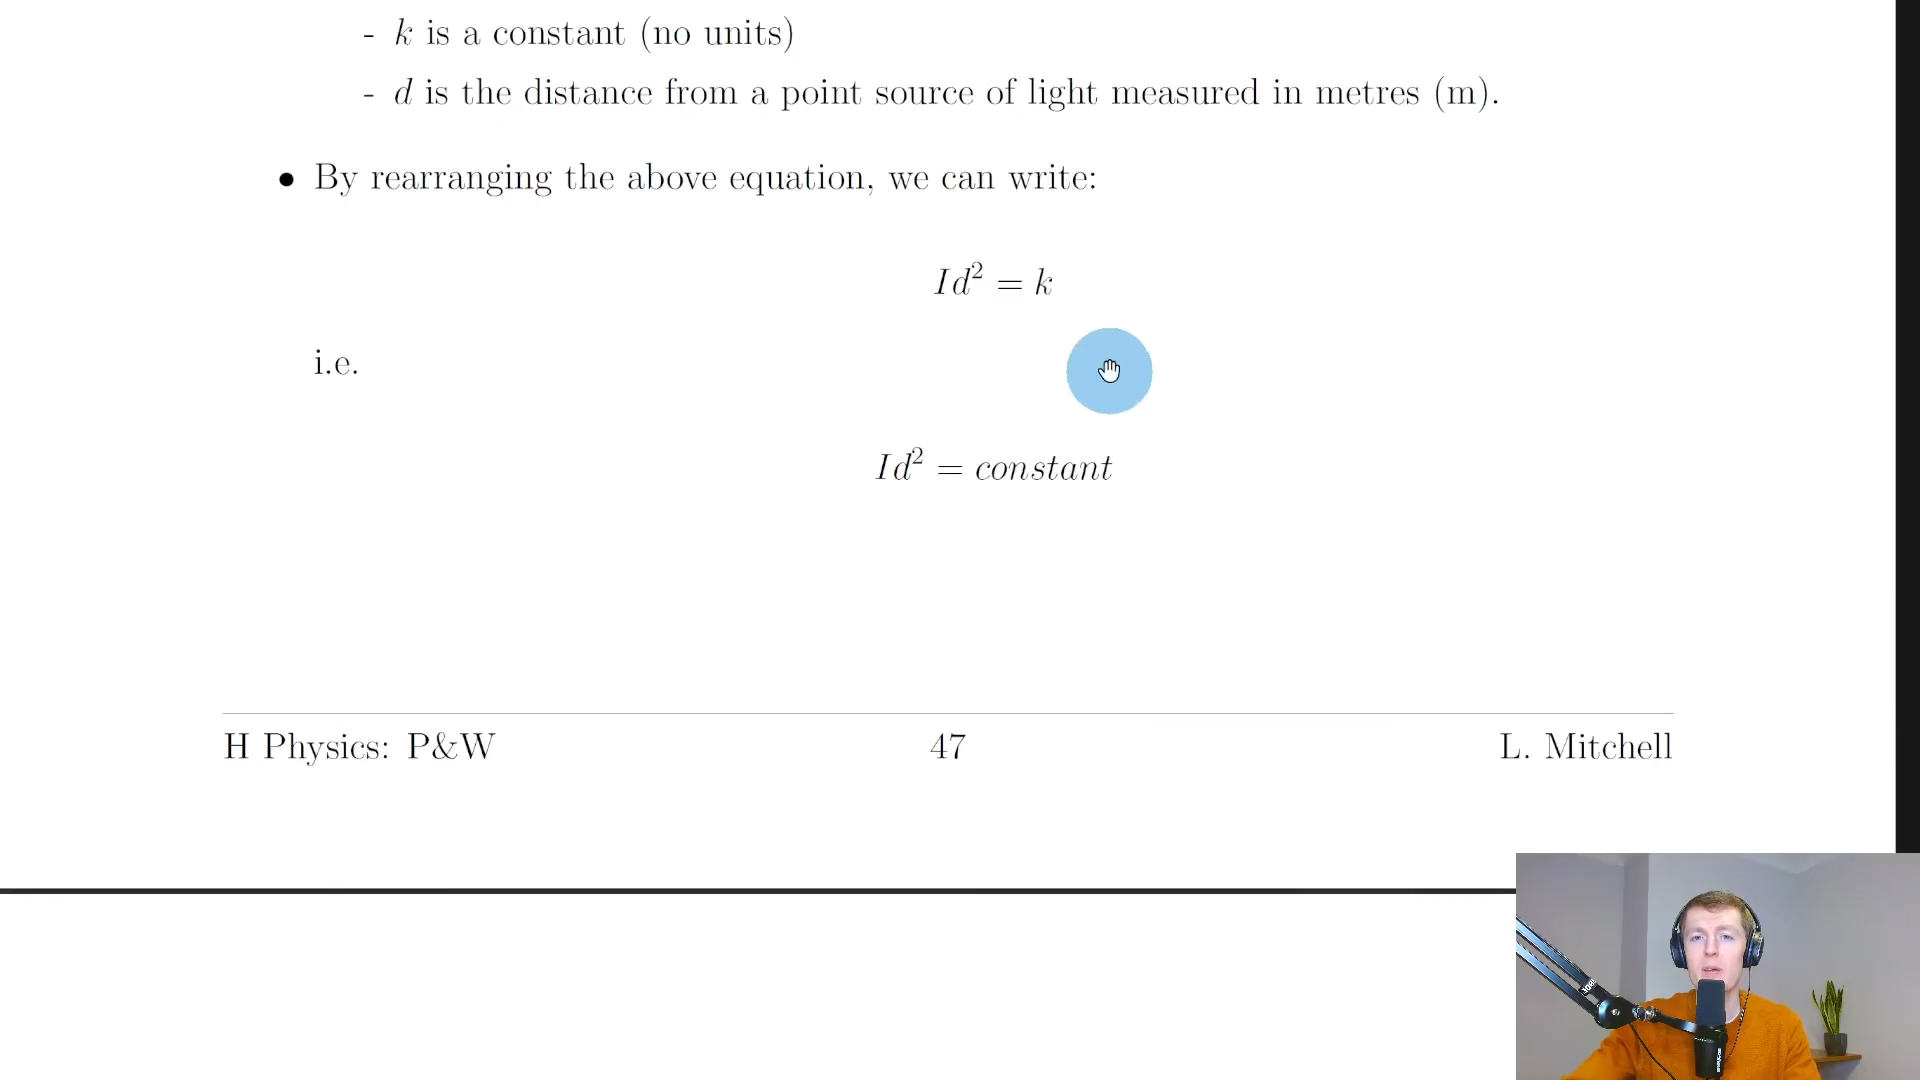 - k is a constant (no units)
- d is the distance from a point source of light measured in metres (m).
• By rearranging the above equation, we can write:
Id² = k
i.e.
Id² = constant
H Physics: P&W 47 L. Mitchell